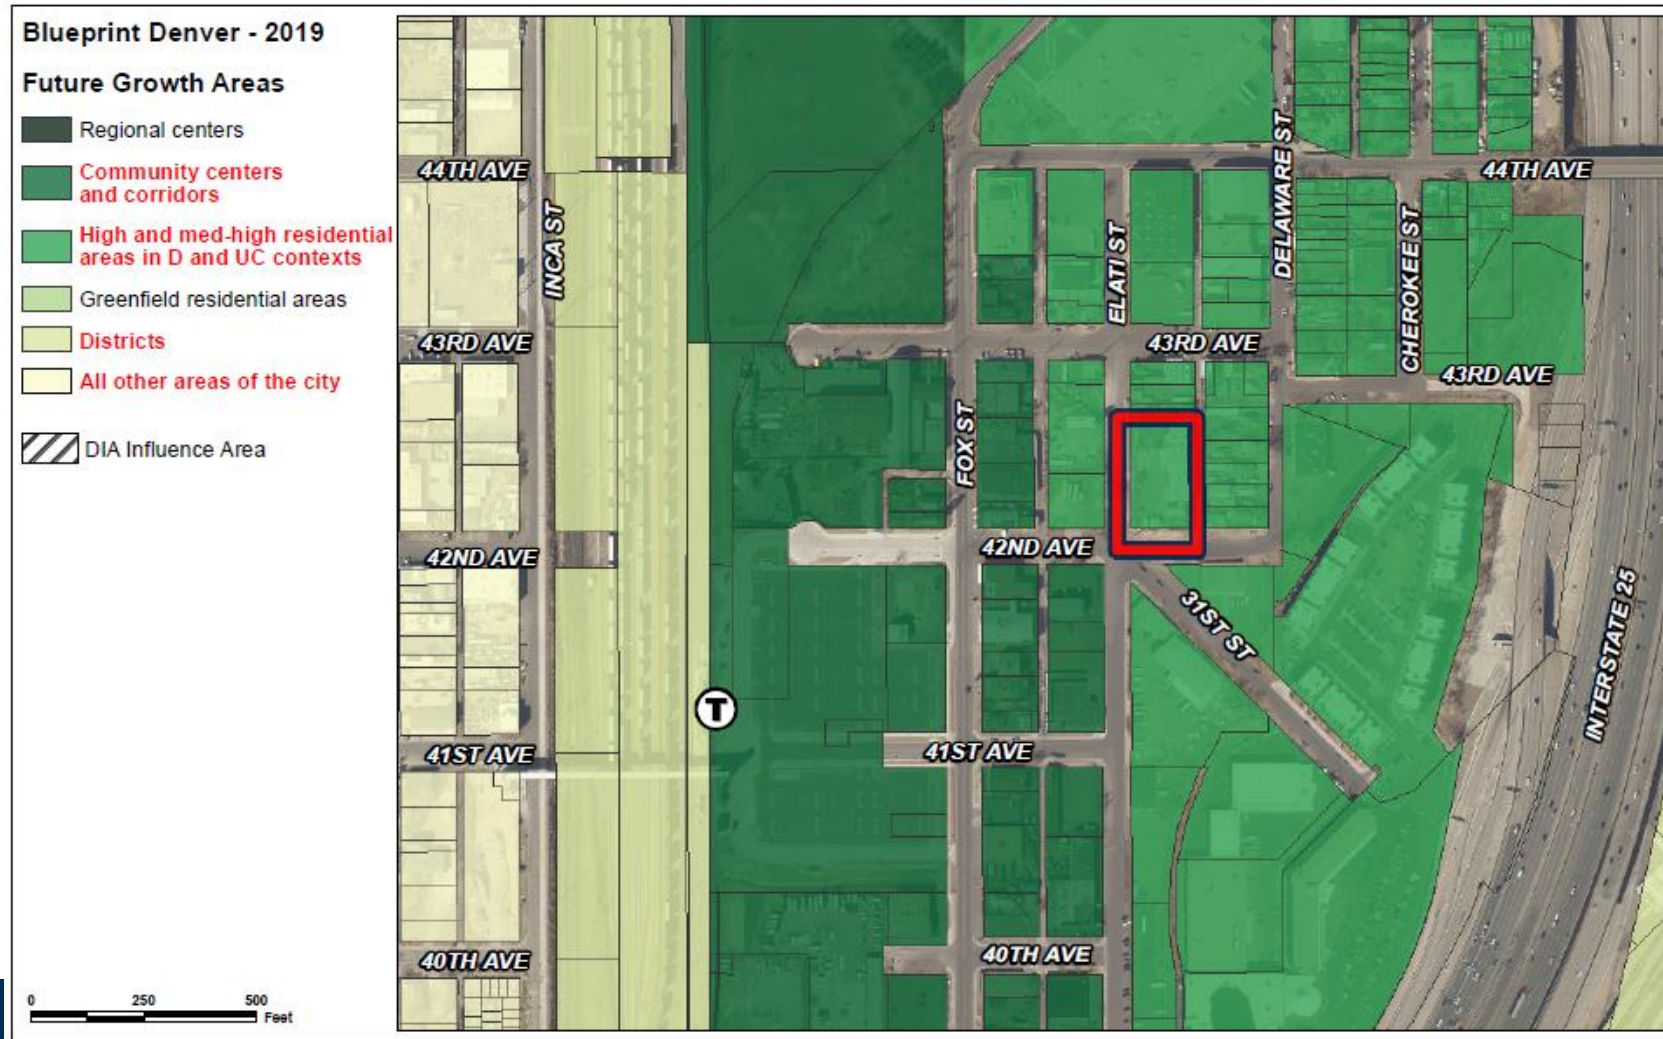 Blueprint Denver - 2019
Future Growth Areas
Regional centers
Community centers
and corridors
High and med-high residential
areas in D and UC contexts
Greenfield residential areas
Districts
All other areas of the city
DIA Influence Area
0 250 500
Feet
44TH AVE
INCA ST
43RD AVE
42ND AVE
41ST AVE
40TH AVE
T
FOX ST
ELATI ST
DELAWARE ST
CHEROKEE ST
44TH AVE
43RD AVE
43RD AVE
42ND AVE
31ST ST
41ST AVE
40TH AVE
INTERSTATE 25